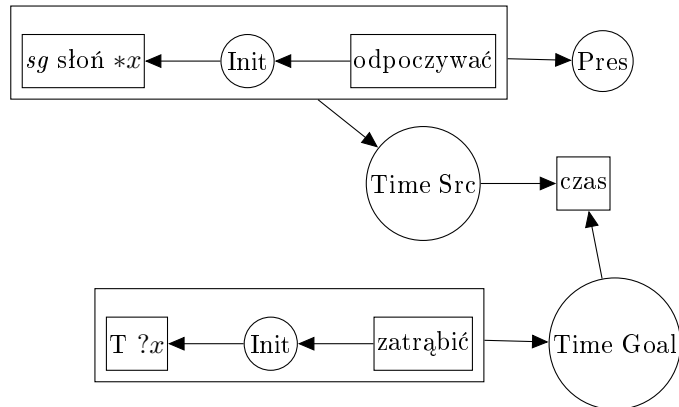 sg słoń *x Init odpoczywać Pres
Time Src czas
T ?x Init zatrąbić Time Goal